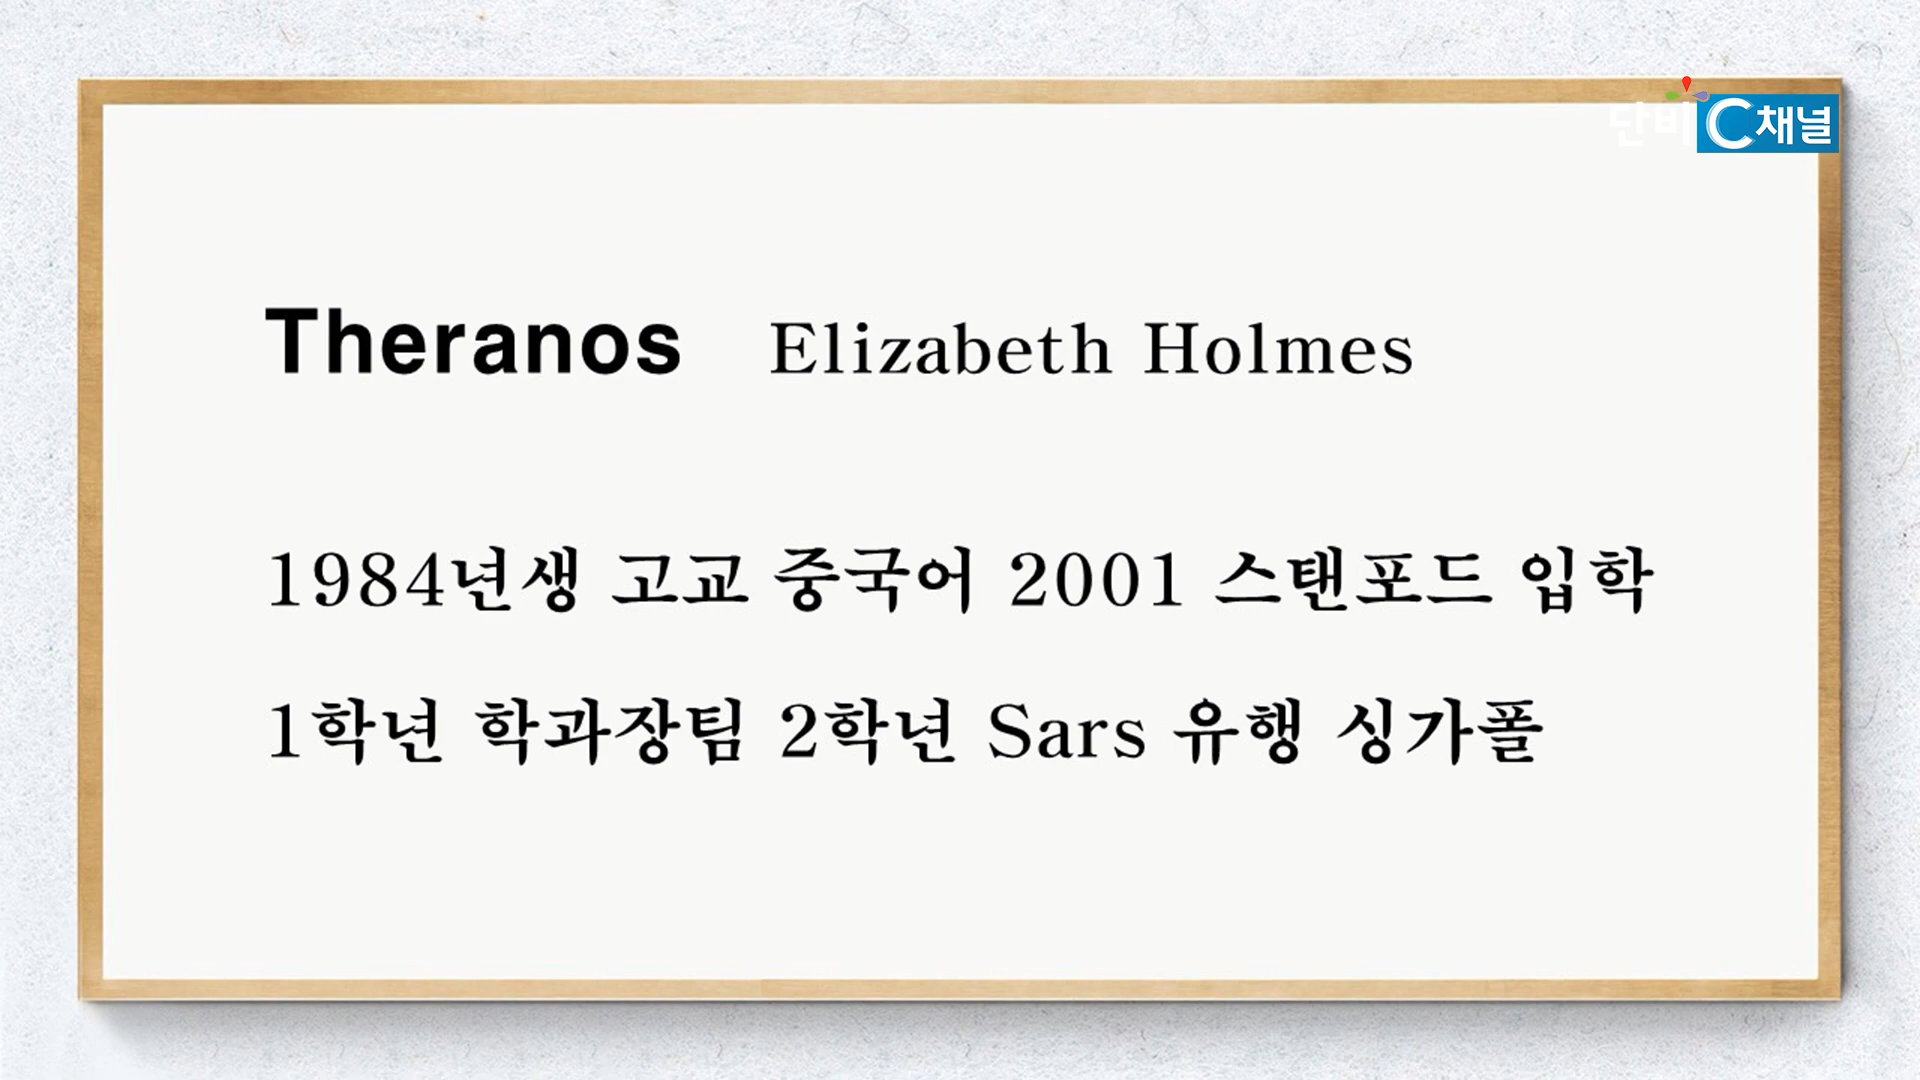 단비 C채널
Theranos Elizabeth Holmes
1984년생 고교 중국어 2001 스탠포드 입학
1학년 학과장팀 2학년 Sars 유행 싱가폴